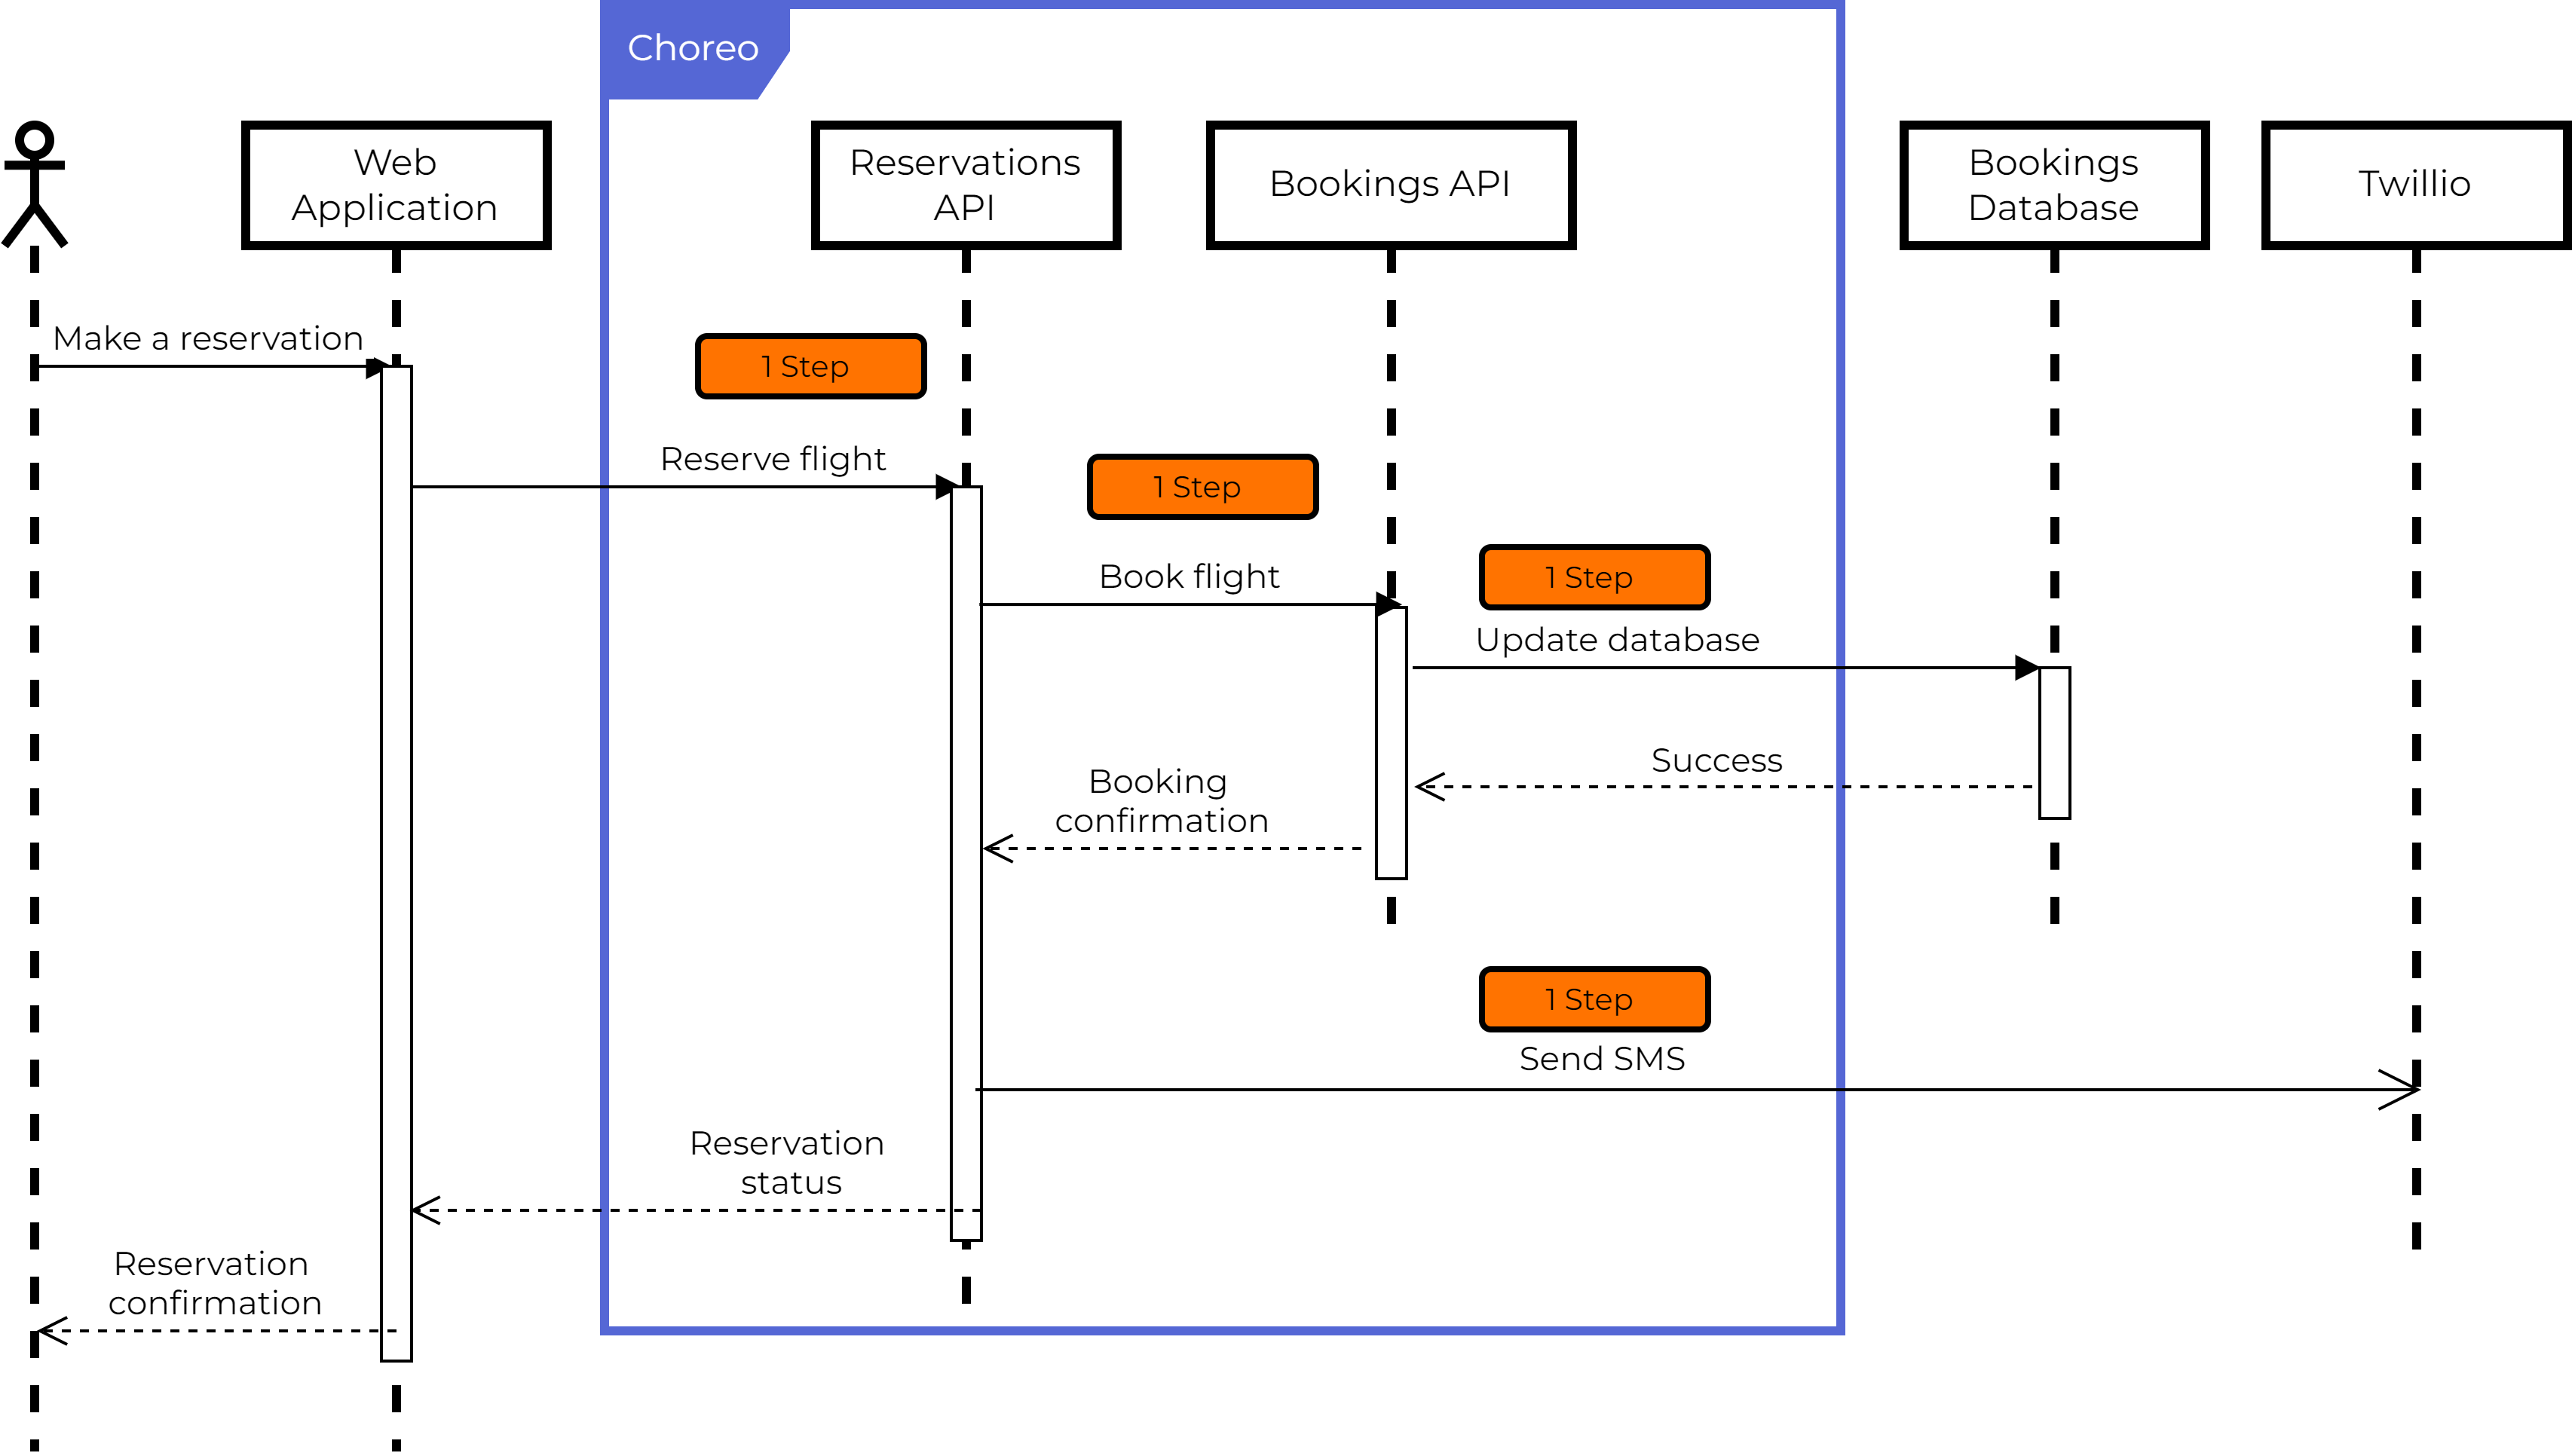 Choreo
Web
Application
Reservations
API
Bookings API
Bookings
Database
Twillio
Make a reservation
1 Step
Reserve flight
1 Step
Book flight
1 Step
Update database
Success
Booking
confirmation
1 Step
Send SMS
Reservation
status
Reservation
confirmation